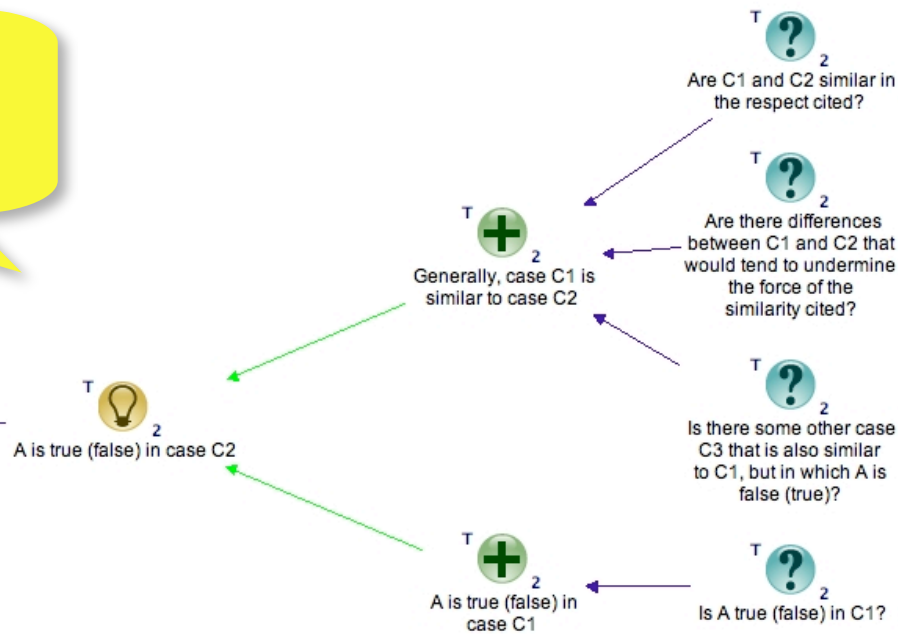 T
2
Are C1 and C2 similar in
the respect cited?
T
2
Are there differences
between C1 and C2 that
would tend to undermine
the force of the
similarity cited?
T
2
Generally, case C1 is
similar to case C2
T
2
Is there some other case
C3 that is also similar
to C1, but in which A is
false (true)?
T
2
A is true (false) in case C2
T
2
A is true (false) in
case C1
T
2
Is A true (false) in C1?